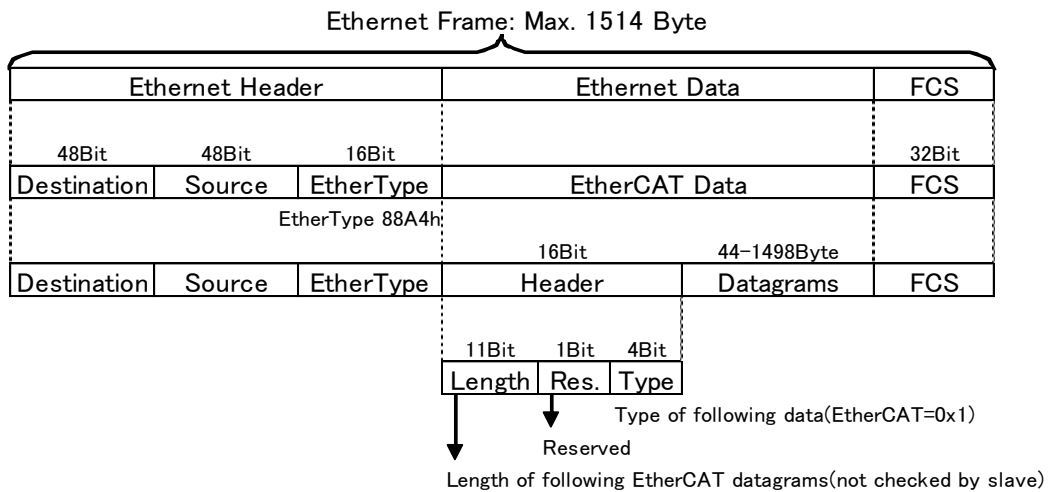 Ethernet Frame: Max. 1514 Byte
Ethernet Header Ethernet Data FCS
48Bit 48Bit 16Bit 32Bit
Destination Source EtherType EtherCAT Data FCS
EtherType 88A4h
16Bit 44-1498Byte
Destination Source EtherType Header Datagrams FCS
11Bit 1Bit 4Bit
Length Res. Type
Type of following data(EtherCAT=0x1)
Reserved
Length of following EtherCAT datagrams(not checked by slave)